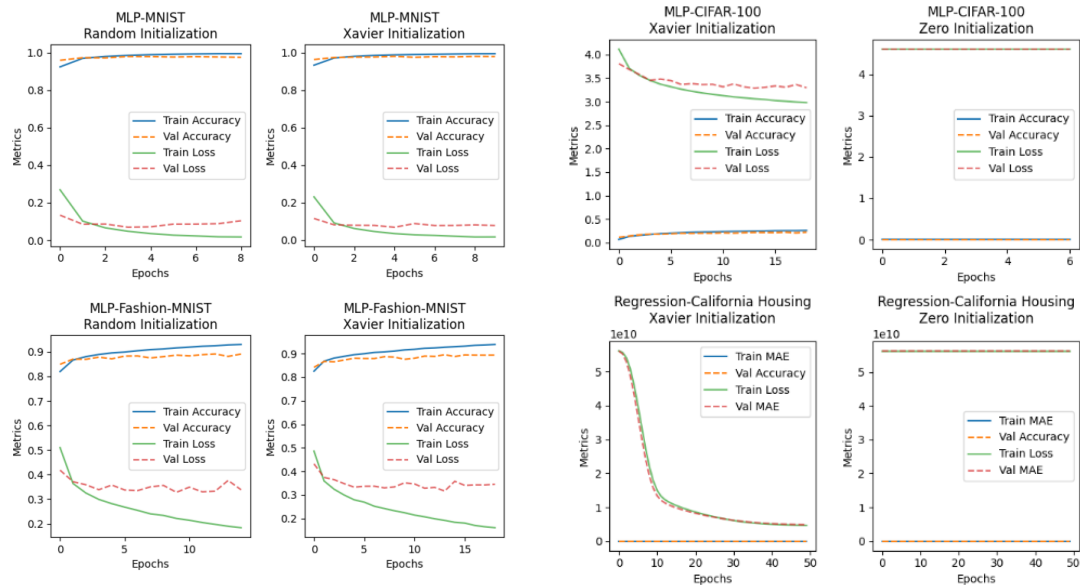 MLP-MNIST
Random Initialization
1.0
0.8
0.6
0.4
0.2
0.0
Metrics
Train Accuracy
Val Accuracy
Train Loss
Val Loss
0
2
4
6
8
Epochs
MLP-MNIST
Xavier Initialization
1.0
0.8
0.6
0.4
0.2
0.0
Metrics
Train Accuracy
Val Accuracy
Train Loss
Val Loss
0
2
4
6
8
Epochs
MLP-CIFAR-100
Xavier Initialization
4.0
3.5
3.0
2.5
2.0
1.5
1.0
0.5
0.0
Metrics
Train Accuracy
Val Accuracy
Train Loss
Val Loss
0
5
10
15
Epochs
MLP-CIFAR-100
Zero Initialization
4
3
2
1
0
Metrics
Train Accuracy
Val Accuracy
Train Loss
Val Loss
0
2
4
6
Epochs
MLP-Fashion-MNIST
Random Initialization
0.9
0.8
0.7
0.6
0.5
0.4
0.3
0.2
Metrics
Train Accuracy
Val Accuracy
Train Loss
Val Loss
0
5
10
Epochs
MLP-Fashion-MNIST
Xavier Initialization
0.9
0.8
0.7
0.6
0.5
0.4
0.3
0.2
Metrics
Train Accuracy
Val Accuracy
Train Loss
Val Loss
0
5
10
15
Epochs
Regression-California Housing
Xavier Initialization
1e10
5
4
3
2
1
0
Metrics
Train MAE
Val Accuracy
Train Loss
Val MAE
0
10
20
30
40
50
Epochs
Regression-California Housing
Zero Initialization
1e10
5
4
3
2
1
0
Metrics
Train MAE
Val Accuracy
Train Loss
Val MAE
0
10
20
30
40
50
Epochs